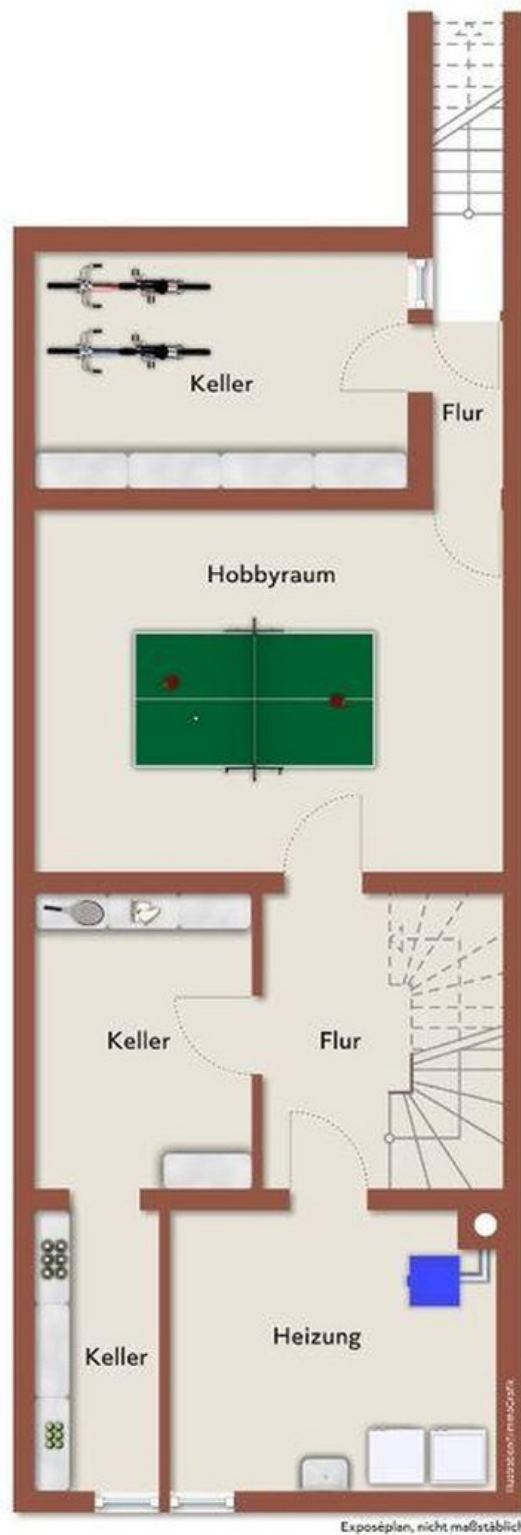 Keller
Flur
Hobbyraum
Keller
Flur
Keller
Heizung
Exposéplan, nicht maßstäblich